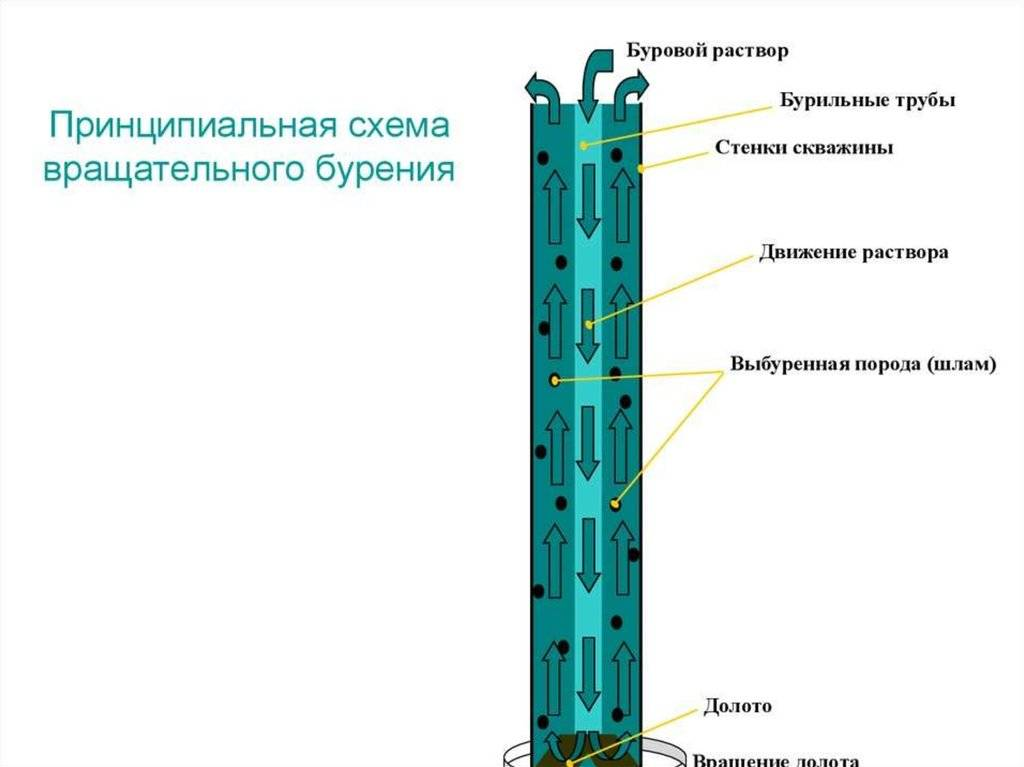 Принципиальная схема
вращательного бурения
Буровой раствор
Бурильные трубы
Стенки скважины
Движение раствора
Выбуренная порода (шлам)
Долото
Вращение долота